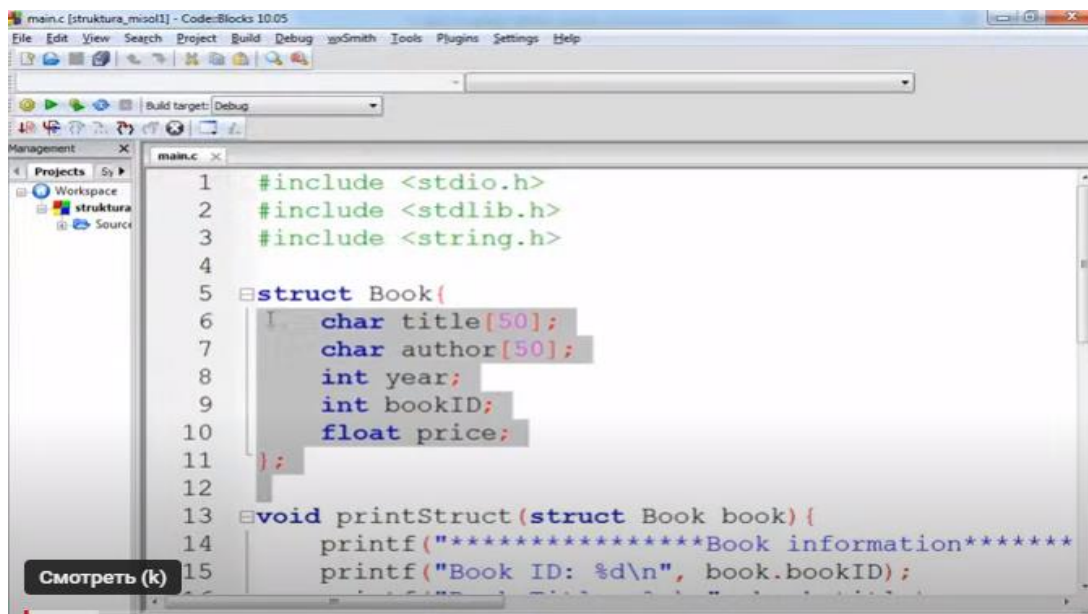 main.c [struktura_misol1] - Code::Blocks 10.05
File Edit View Search Project Build Debug wxSmith Tools Plugins Settings Help
Build target: Debug
Management
main.c
Projects Sy
Workspace
struktura
Source
1 #include <stdio.h>
2 #include <stdlib.h>
3 #include <string.h>
4
5 struct Book{
6 char title[50];
7 char author[50];
8 int year;
9 int bookID;
10 float price;
11 };
12
13 void printStruct(struct Book book){
14 printf("****************Book information*******
15 printf("Book ID: %d\n", book.bookID);
Смотреть (k)